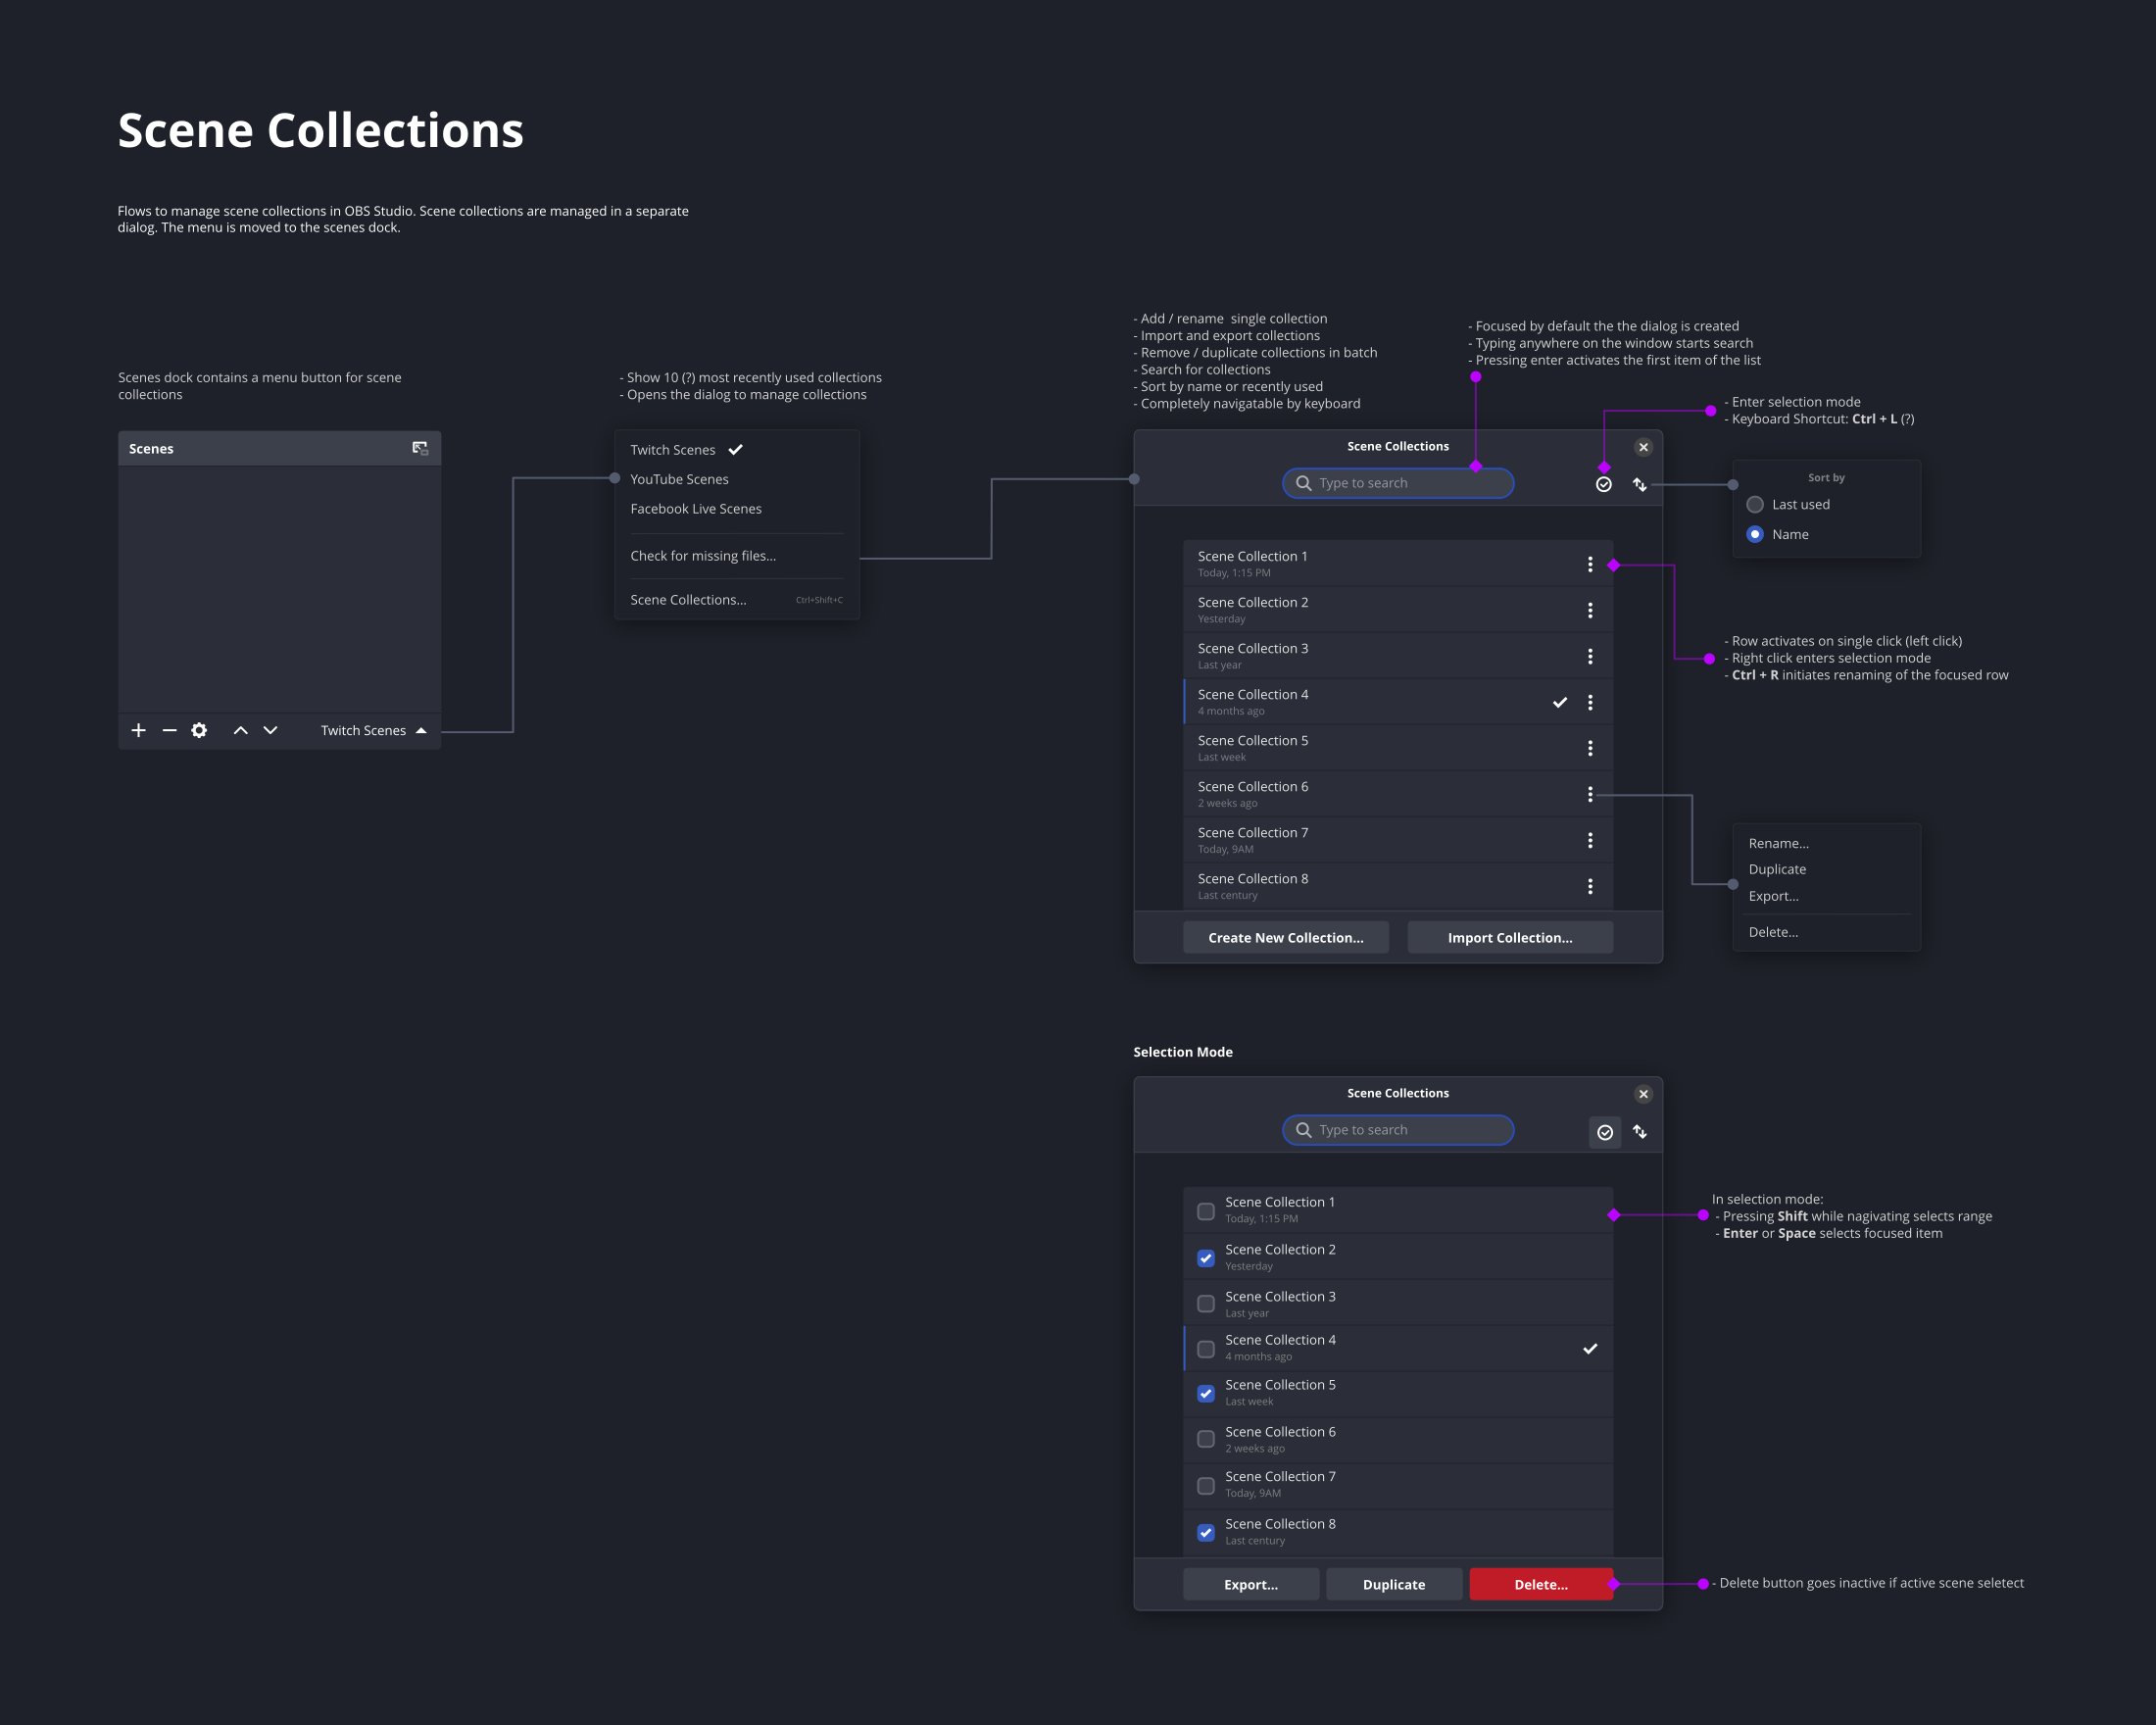 Scene Collections
Flows to manage scene collections in OBS Studio. Scene collections are managed in a separate
dialog. The menu is moved to the scenes dock.
Scenes dock contains a menu button for scene
collections
Scenes
Twitch Scenes
- Show 10 (?) most recently used collections
- Opens the dialog to manage collections
Twitch Scenes
YouTube Scenes
Facebook Live Scenes
Check for missing files...
Scene Collections...
Ctrl+Shift+C
- Add / rename  single collection
- Import and export collections
- Remove / duplicate collections in batch
- Search for collections
- Sort by name or recently used
- Completely navigatable by keyboard
- Focused by default the the dialog is created
- Typing anywhere on the window starts search
- Pressing enter activates the first item of the list
- Enter selection mode
- Keyboard Shortcut: Ctrl + L (?)
Scene Collections
Type to search
Sort by
Last used
Name
Scene Collection 1
Today, 1:15 PM
Scene Collection 2
Yesterday
Scene Collection 3
Last year
Scene Collection 4
4 months ago
Scene Collection 5
Last week
Scene Collection 6
2 weeks ago
Scene Collection 7
Today, 9AM
Scene Collection 8
Last century
Create New Collection...
Import Collection...
- Row activates on single click (left click)
- Right click enters selection mode
- Ctrl + R initiates renaming of the focused row
Rename...
Duplicate
Export...
Delete...
Selection Mode
Scene Collections
Type to search
Scene Collection 1
Today, 1:15 PM
Scene Collection 2
Yesterday
Scene Collection 3
Last year
Scene Collection 4
4 months ago
Scene Collection 5
Last week
Scene Collection 6
2 weeks ago
Scene Collection 7
Today, 9AM
Scene Collection 8
Last century
Export...
Duplicate
Delete...
In selection mode:
- Pressing Shift while nagivating selects range
- Enter or Space selects focused item
- Delete button goes inactive if active scene seletect